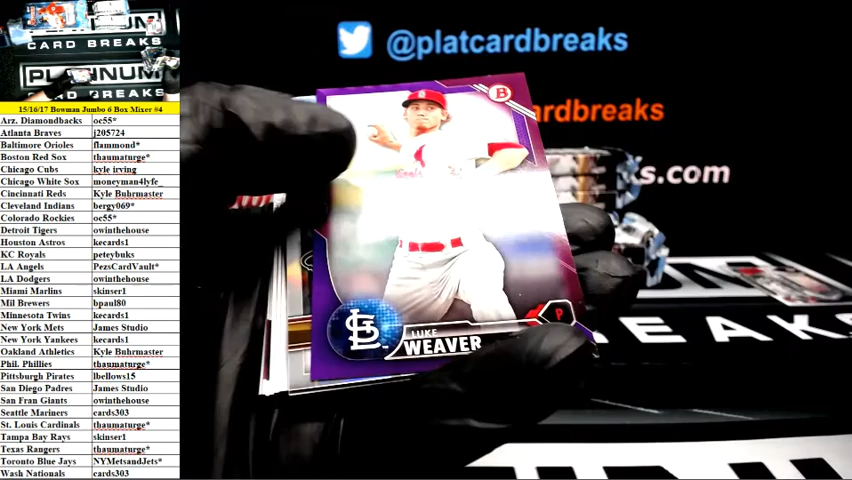 PLATINUM
CARD BREAKS
PLATINUM
CARD BREAKS
15/16/17 Bowman Jumbo 6 Box Mixer #4
Arz. Diamondbacks oc55*
Atlanta Braves j205724
Baltimore Orioles flammond*
Boston Red Sox thaumaturge*
Chicago Cubs kyle irving
Chicago White Sox moneyman4lyfe_
Cincinnati Reds Kyle Buhrmaster
Cleveland Indians bergy069*
Colorado Rockies oc55*
Detroit Tigers owinthehouse
Houston Astros kecards1
KC Royals peteybuks
LA Angels PezsCardVault*
LA Dodgers owinthehouse
Miami Marlins skinser1
Mil Brewers bpaul80
Minnesota Twins kecards1
New York Mets James Studio
New York Yankees kecards1
Oakland Athletics Kyle Buhrmaster
Phil. Phillies thaumaturge*
Pittsburgh Pirates lbellows15
San Diego Padres James Studio
San Fran Giants owinthehouse
Seattle Mariners cards303
St. Louis Cardinals thaumaturge*
Tampa Bay Rays skinser1
Texas Rangers thaumaturge*
Toronto Blue Jays NYMetsandJets*
Wash Nationals cards303
@platcardbreaks
cardbreaks
s.com
B
P
LUKE
WEAVER
EAKS